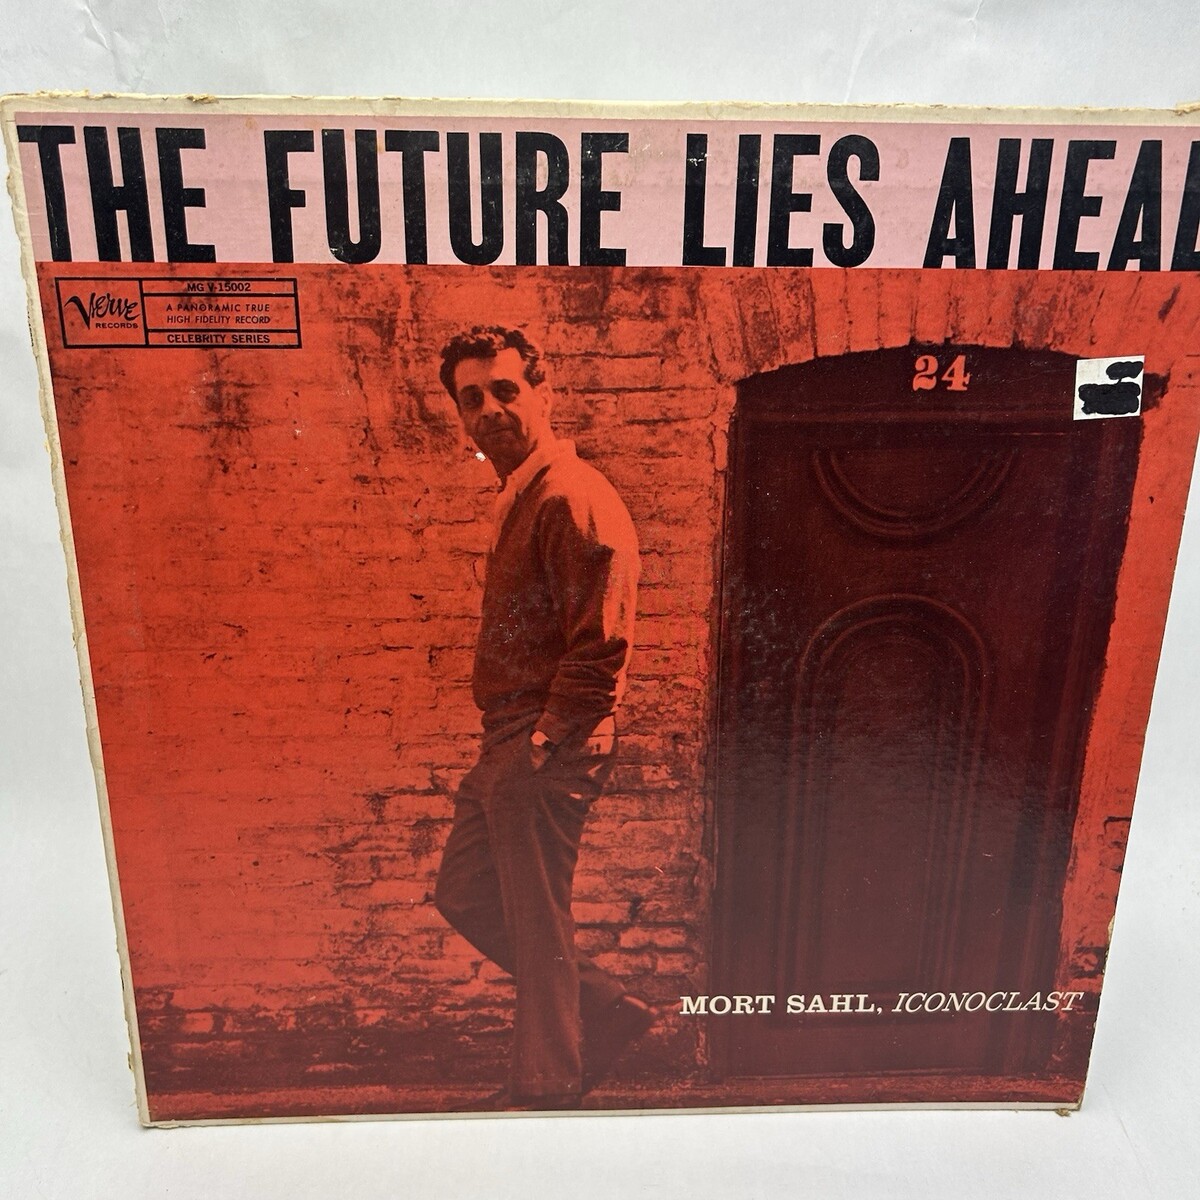 THE FUTURE LIES AHEAD
Verve
RECORDS
MG V-15002
A PANORAMIC TRUE
HIGH FIDELITY RECORD
CELEBRITY SERIES
24
MORT SAHL, ICONOCLAST